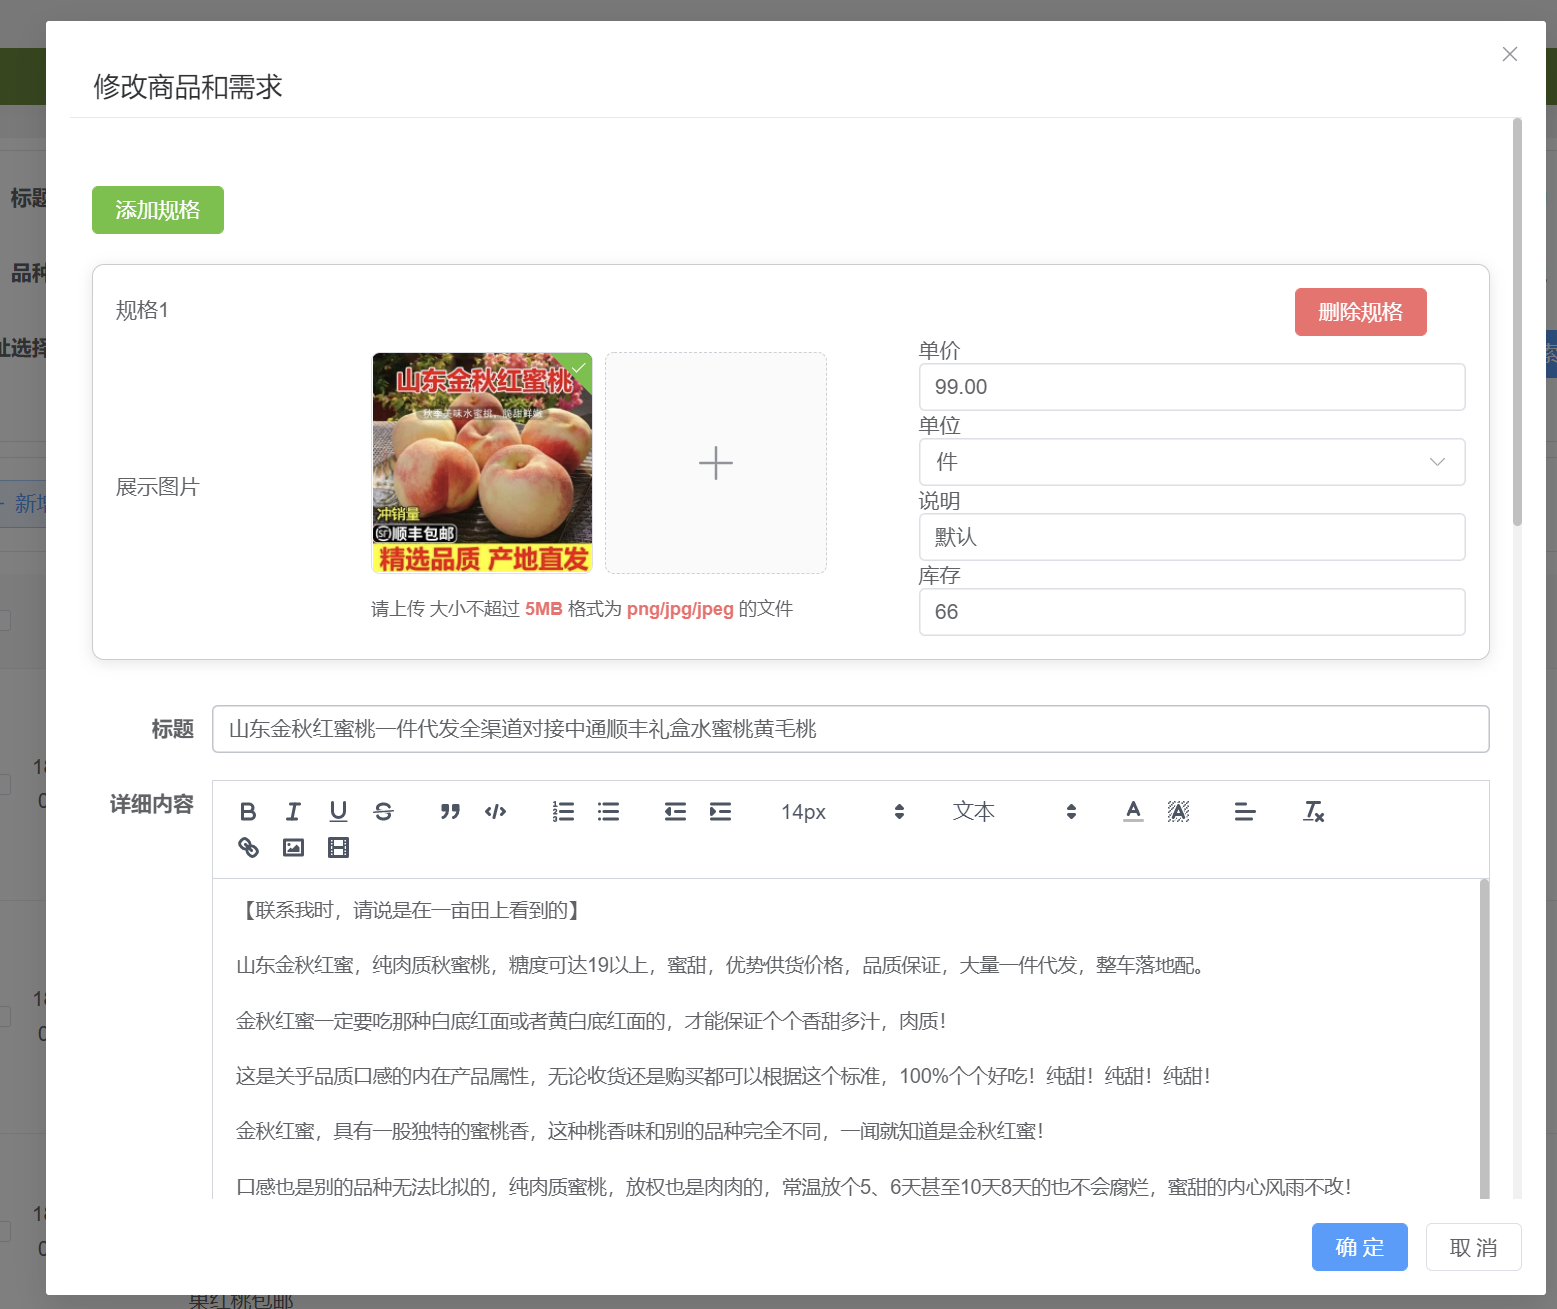 修改商品和需求
添加规格
规格1
删除规格
单价
99.00
单位
件
说明
默认
库存
66
展示图片
山东金秋红蜜桃
秋季美味水蜜桃，脆甜鲜嫩
冲销量
SF顺丰包邮
精选品质 产地直发
请上传 大小不超过 5MB 格式为 png/jpg/jpeg 的文件
标题
山东金秋红蜜桃一件代发全渠道对接中通顺丰礼盒水蜜桃黄毛桃
详细内容
14px
文本
【联系我时，请说是在一亩田上看到的】
山东金秋红蜜，纯肉质秋蜜桃，糖度可达19以上，蜜甜，优势供货价格，品质保证，大量一件代发，整车落地配。
金秋红蜜一定要吃那种白底红面或者黄白底红面的，才能保证个个香甜多汁，肉质！
这是关乎品质口感的内在产品属性，无论收货还是购买都可以根据这个标准，100%个个好吃！纯甜！纯甜！纯甜！
金秋红蜜，具有一股独特的蜜桃香，这种桃香味和别的品种完全不同，一闻就知道是金秋红蜜！
口感也是别的品种无法比拟的，纯肉质蜜桃，放权也是肉肉的，常温放个5、6天甚至10天8天的也不会腐烂，蜜甜的内心风雨不改！
确 定
取 消
标题
品种
址选择
新增
索
18
0
18
0
18
0
果红桃包邮